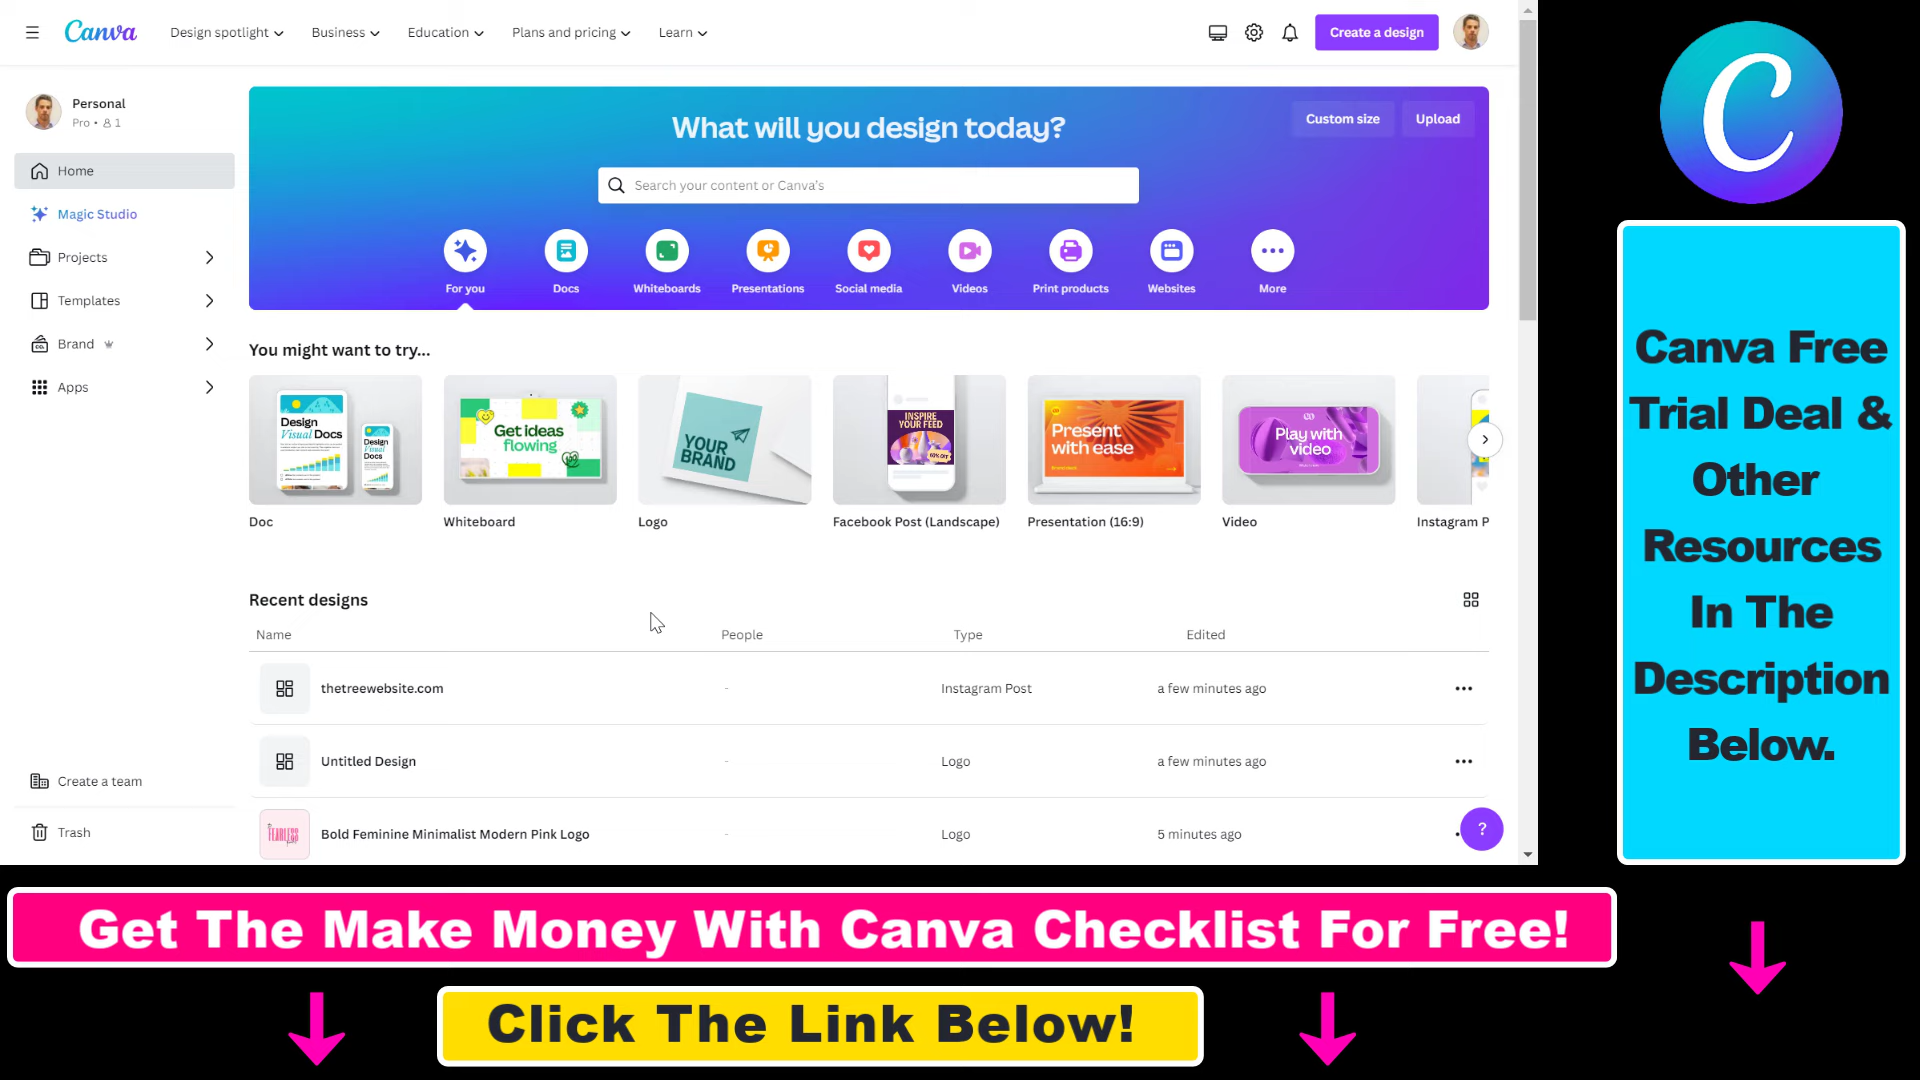 Canva
Design spotlight
Business
Education
Plans and pricing
Learn
Create a design
Personal
Pro • 1
Home
Magic Studio
Projects
Templates
Brand
Apps
Create a team
Trash
What will you design today?
Custom size
Upload
Search your content or Canva's
For you
Docs
Whiteboards
Presentations
Social media
Videos
Print products
Websites
More
You might want to try...
Design
Visual Docs
Design
Visual Docs
Get ideas
flowing
YOUR
BRAND
INSPIRE
YOUR FEED
Present
with ease
Play with
video
Doc
Whiteboard
Logo
Facebook Post (Landscape)
Presentation (16:9)
Video
Instagram P
Recent designs
Name
People
Type
Edited
thetreewebsite.com
-
Instagram Post
a few minutes ago
Untitled Design
-
Logo
a few minutes ago
FEARLESS
Bold Feminine Minimalist Modern Pink Logo
-
Logo
5 minutes ago
?
C
Canva Free
Trial Deal &
Other
Resources
In The
Description
Below.
Get The Make Money With Canva Checklist For Free!
Click The Link Below!